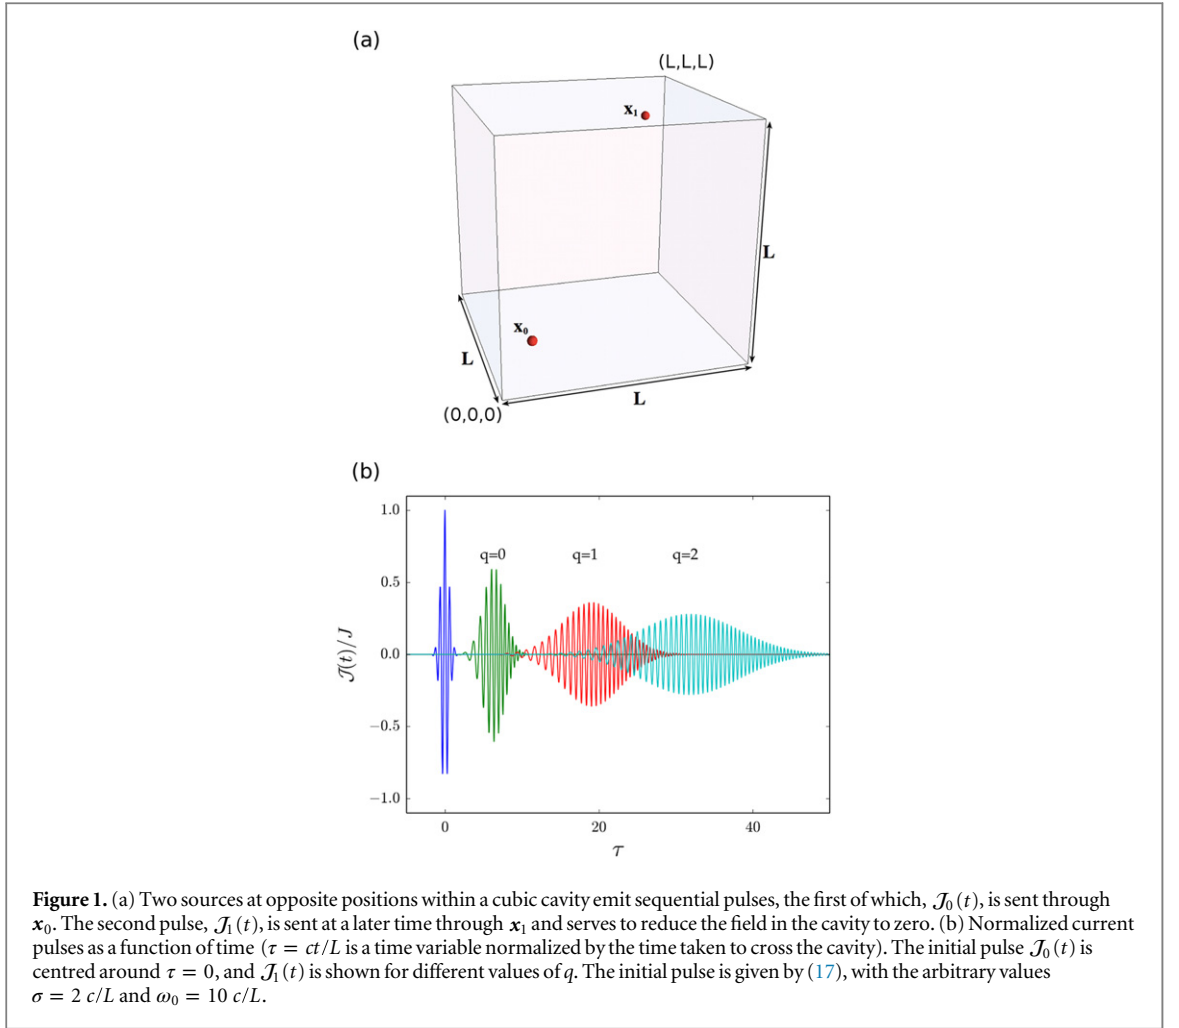 (a)
(L,L,L)
x₁
L
x₀
L
L
(0,0,0)
(b)
1.0
q=0 q=1 q=2
0.5
𝒥(t)/J
0.0
−0.5
−1.0
0 20 40
τ
Figure 1. (a) Two sources at opposite positions within a cubic cavity emit sequential pulses, the first of which, 𝒥₀(t), is sent through
x₀. The second pulse, 𝒥₁(t), is sent at a later time through x₁ and serves to reduce the field in the cavity to zero. (b) Normalized current
pulses as a function of time (τ = ct/L is a time variable normalized by the time taken to cross the cavity). The initial pulse 𝒥₀(t) is
centred around τ = 0, and 𝒥₁(t) is shown for different values of q. The initial pulse is given by (17), with the arbitrary values
σ = 2 c/L and ω₀ = 10 c/L.